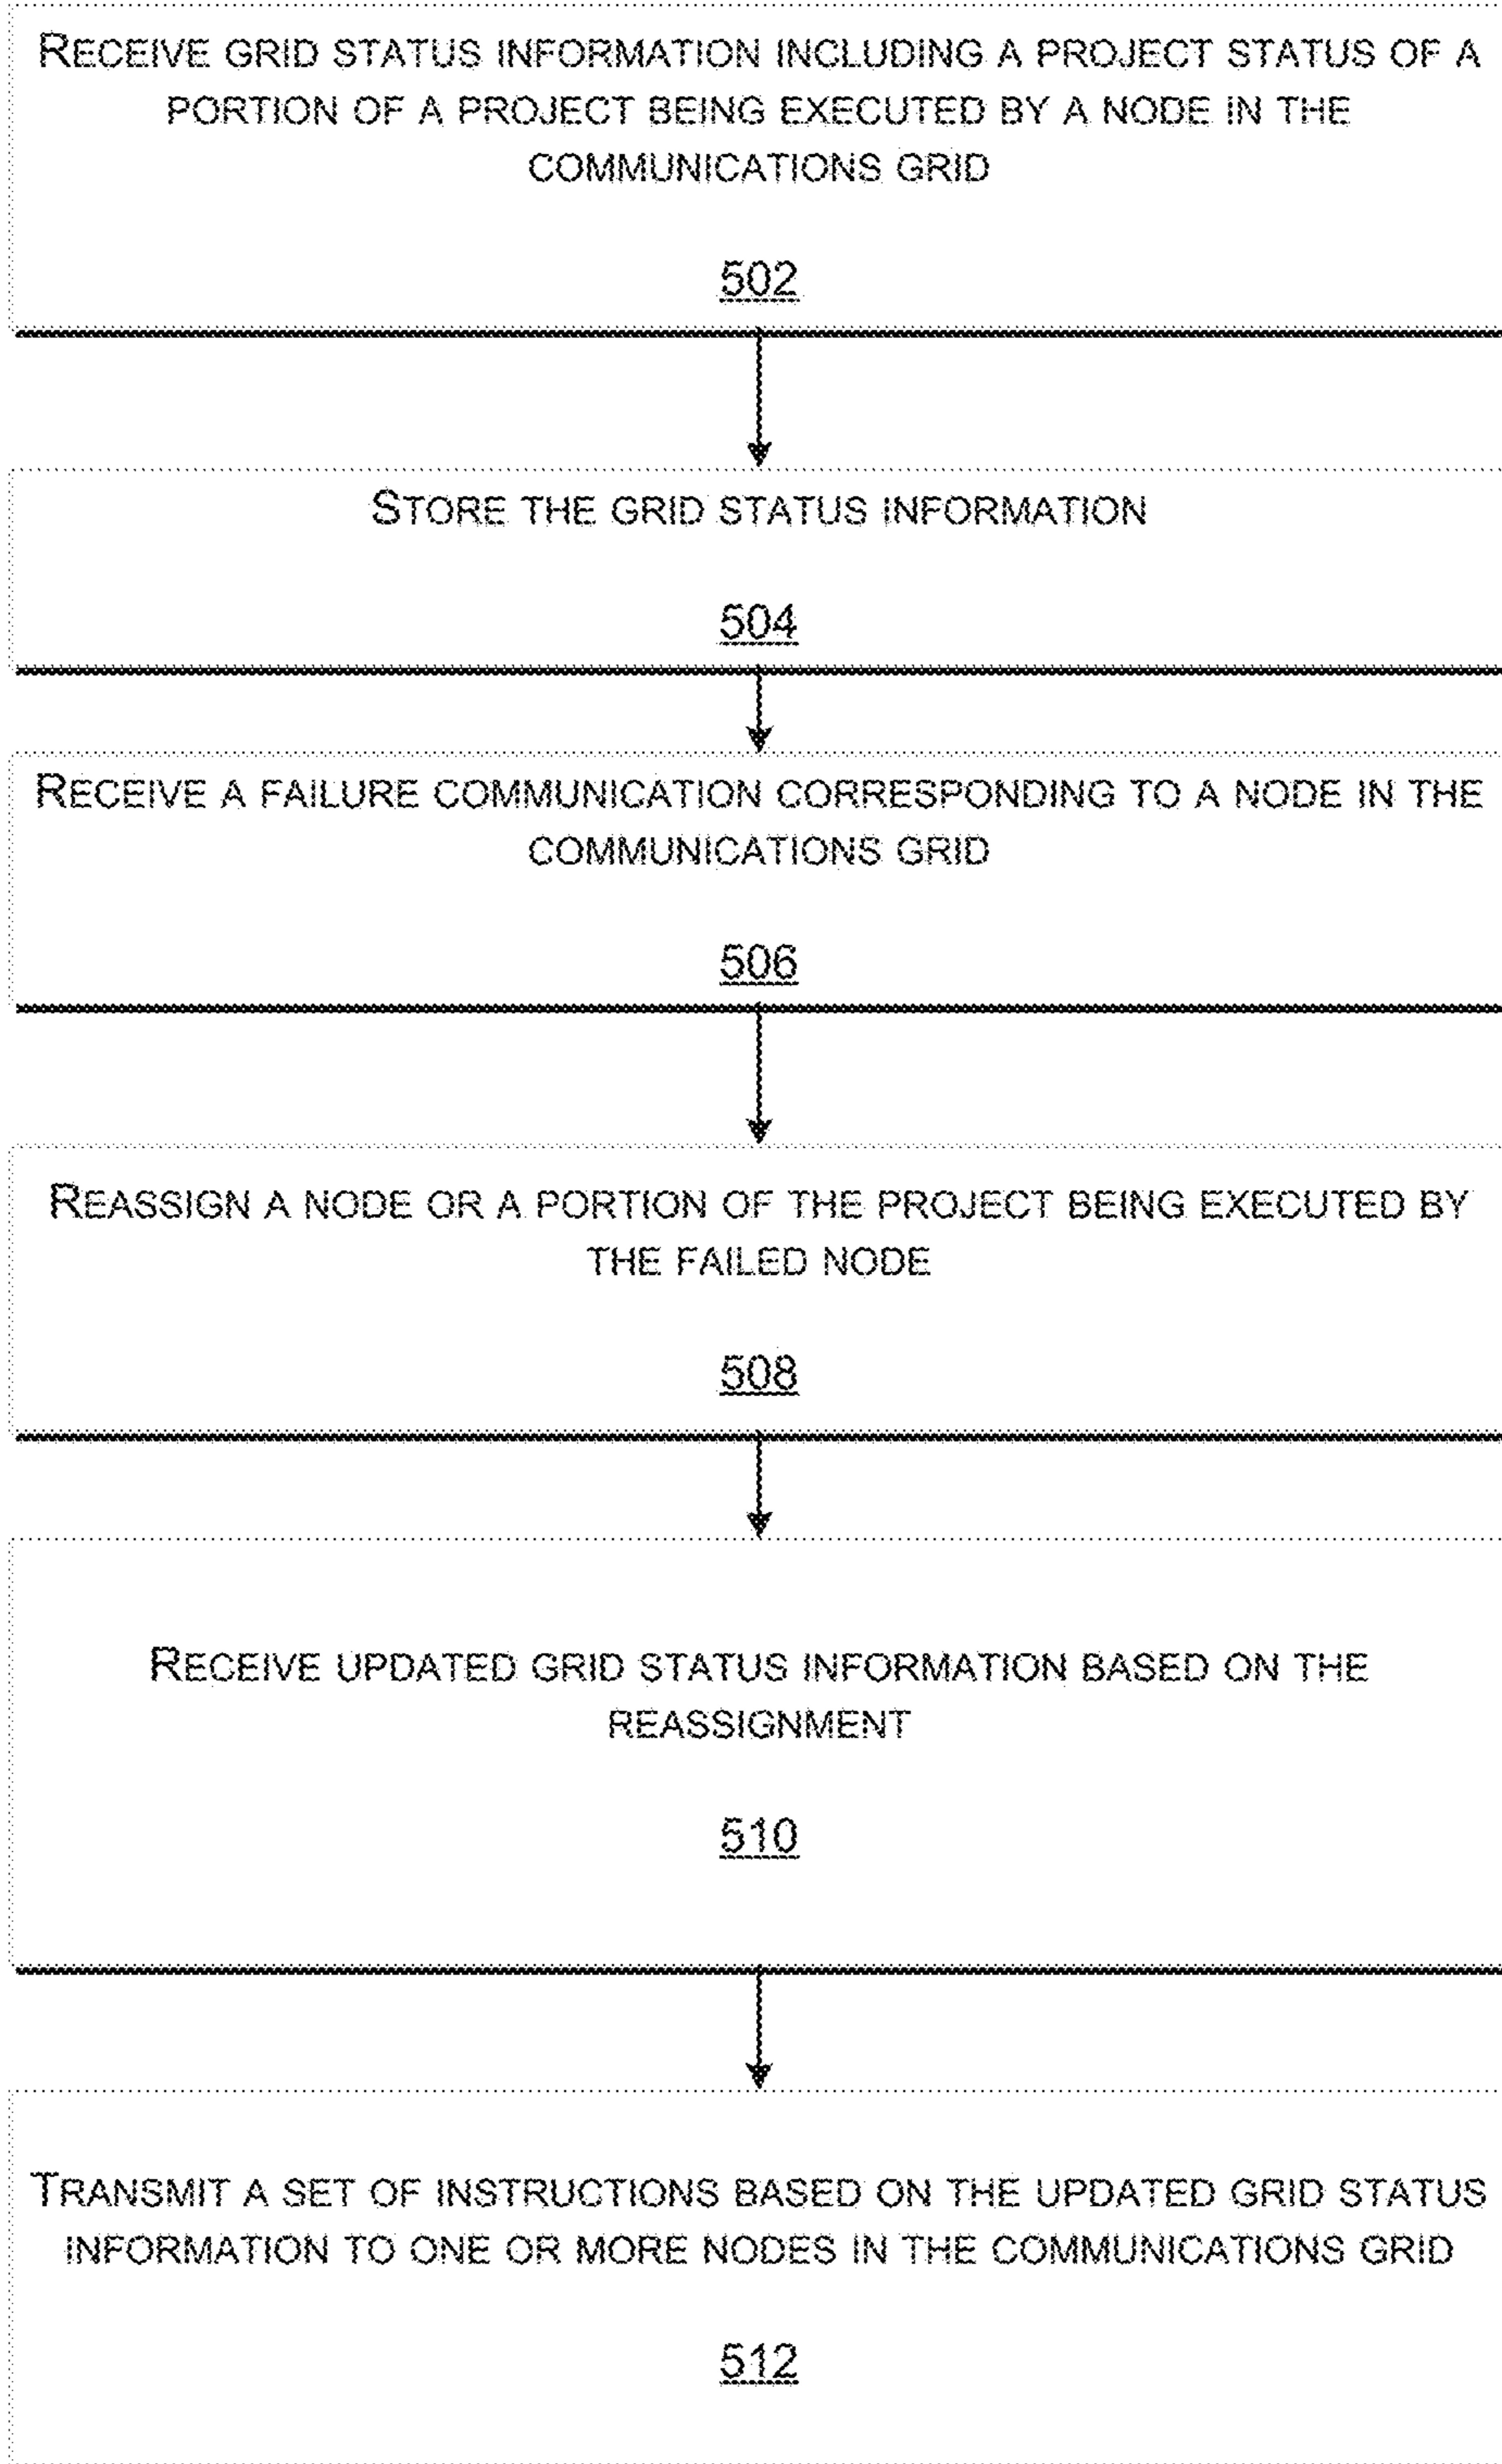 RECEIVE GRID STATUS INFORMATION INCLUDING A PROJECT STATUS OF A
PORTION OF A PROJECT BEING EXECUTED BY A NODE IN THE
COMMUNICATIONS GRID
502
STORE THE GRID STATUS INFORMATION
504
RECEIVE A FAILURE COMMUNICATION CORRESPONDING TO A NODE IN THE
COMMUNICATIONS GRID
506
REASSIGN A NODE OR A PORTION OF THE PROJECT BEING EXECUTED BY
THE FAILED NODE
508
RECEIVE UPDATED GRID STATUS INFORMATION BASED ON THE
REASSIGNMENT
510
TRANSMIT A SET OF INSTRUCTIONS BASED ON THE UPDATED GRID STATUS
INFORMATION TO ONE OR MORE NODES IN THE COMMUNICATIONS GRID
512